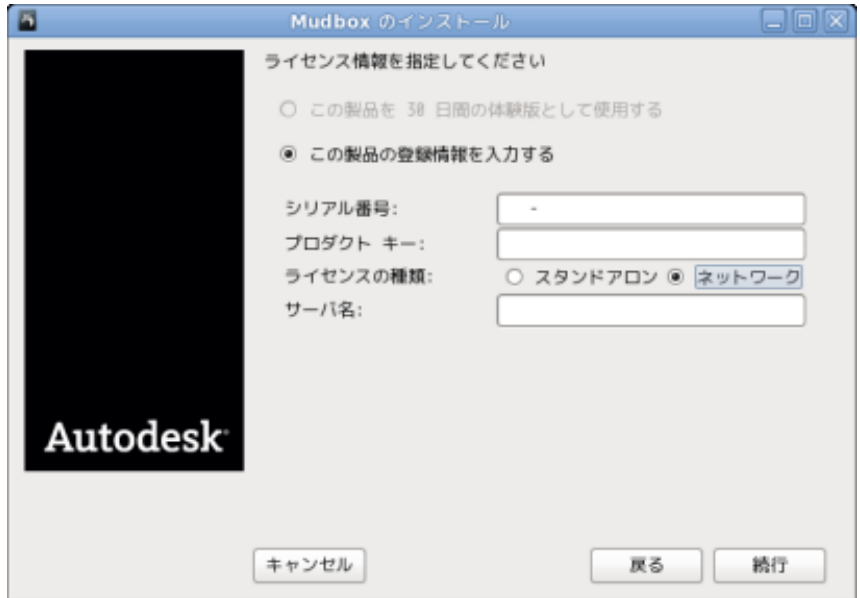 Mudbox のインストール
ライセンス情報を指定してください
この製品を 30 日間の体験版として使用する
この製品の登録情報を入力する
シリアル番号: -
プロダクト キー:
ライセンスの種類: スタンドアロン ネットワーク
サーバ名:
Autodesk
キャンセル 戻る 続行